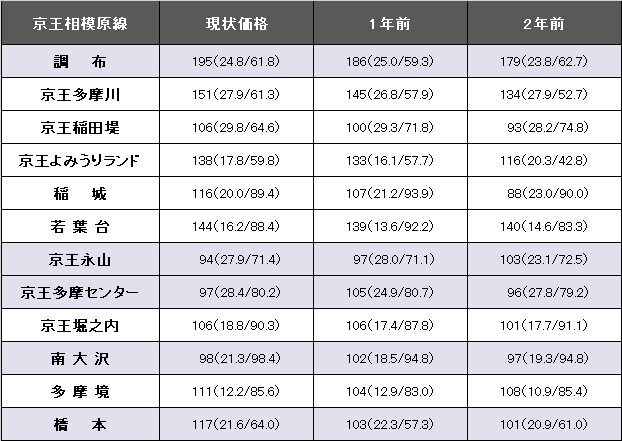 京王相模原線 現状価格 1年前 2年前
調 布 195(24.8/61.8) 186(25.0/59.3) 179(23.8/62.7)
京王多摩川 151(27.9/61.3) 145(26.8/57.9) 134(27.9/52.7)
京王稲田堤 106(29.8/64.6) 100(29.3/71.8) 93(28.2/74.8)
京王よみうりランド 138(17.8/59.8) 133(16.1/57.7) 116(20.3/42.8)
稲 城 116(20.0/89.4) 107(21.2/93.9) 88(23.0/90.0)
若 葉 台 144(16.2/88.4) 139(13.6/92.2) 140(14.6/83.3)
京王永山 94(27.9/71.4) 97(28.0/71.1) 103(23.1/72.5)
京王多摩センター 97(28.4/80.2) 105(24.9/80.7) 96(27.8/79.2)
京王堀之内 106(18.8/90.3) 106(17.4/87.8) 101(17.7/91.1)
南 大 沢 98(21.3/98.4) 102(18.5/94.8) 97(19.3/94.8)
多 摩 境 111(12.2/85.6) 104(12.9/83.0) 108(10.9/85.4)
橋 本 117(21.6/64.0) 103(22.3/57.3) 101(20.9/61.0)